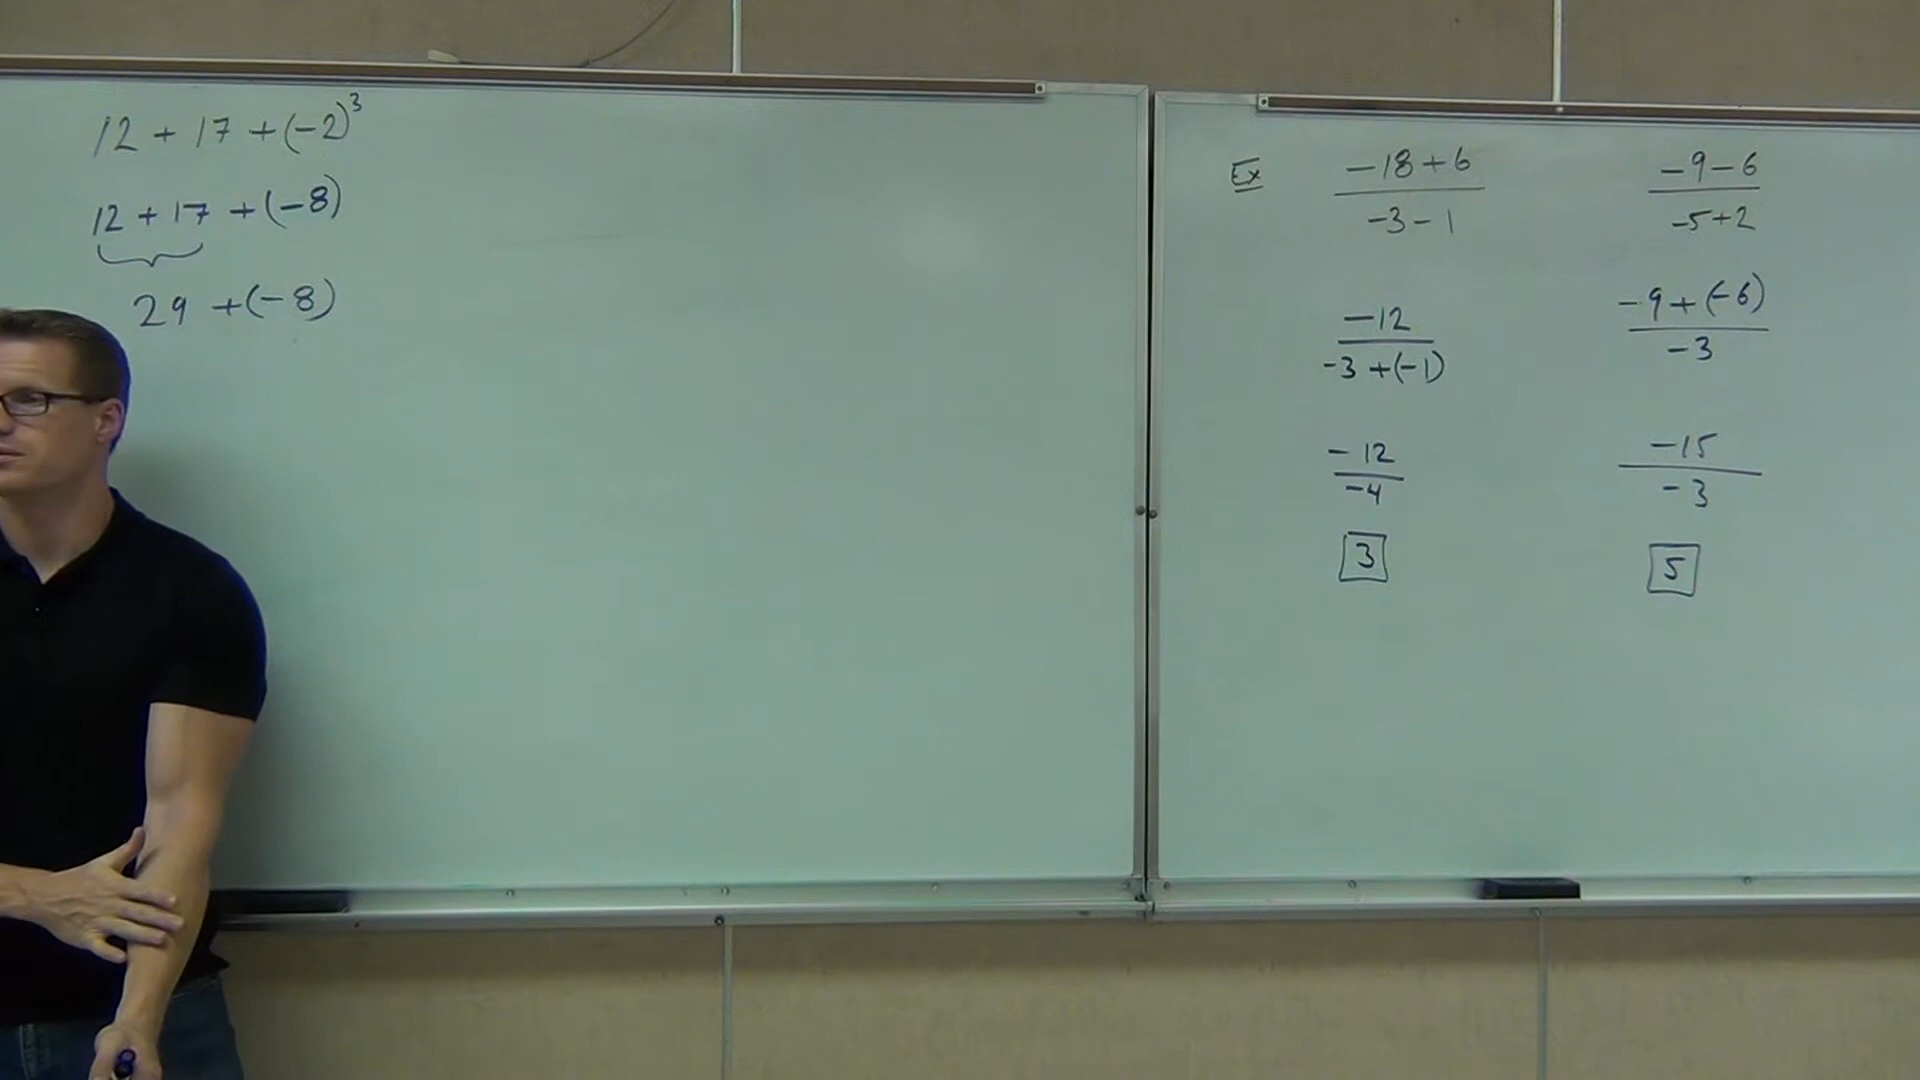 12 + 17 + (-2)³
12 + 17 + (-8)
29 + (-8)
Ex
-18 + 6
-3 - 1
-12
-3 + (-1)
-12
-4
3
-9 - 6
-5 + 2
-9 + (-6)
-3
-15
-3
5